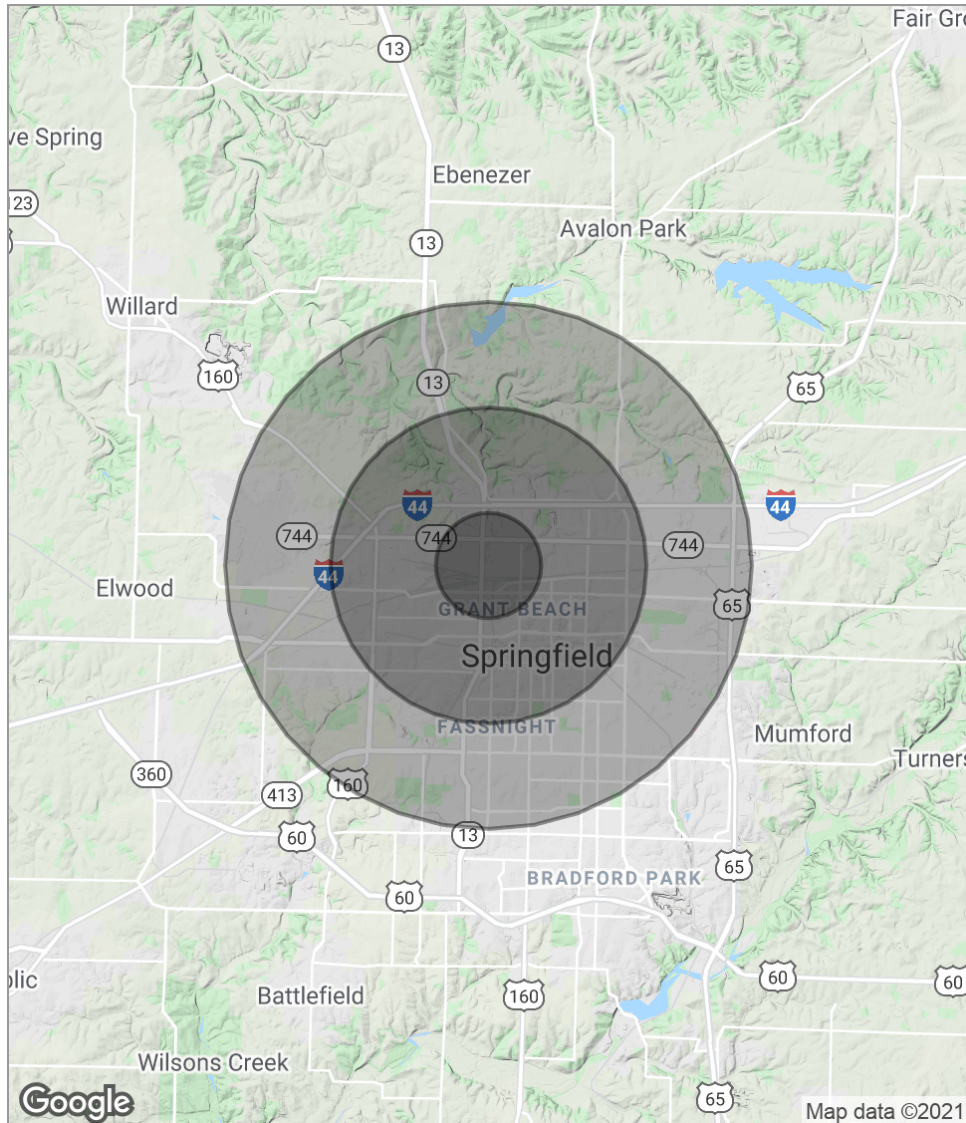 Fair Gro
13
ve Spring
Ebenezer
123
Avalon Park
13
Willard
160
13
65
44
44
744
744
744
44
Elwood
65
GRANT BEACH
Springfield
FASSNIGHT
Mumford
Turners
360
160
413
60
13
65
BRADFORD PARK
60
blic
60
60
Battlefield
160
Wilsons Creek
65
Google
Map data ©2021